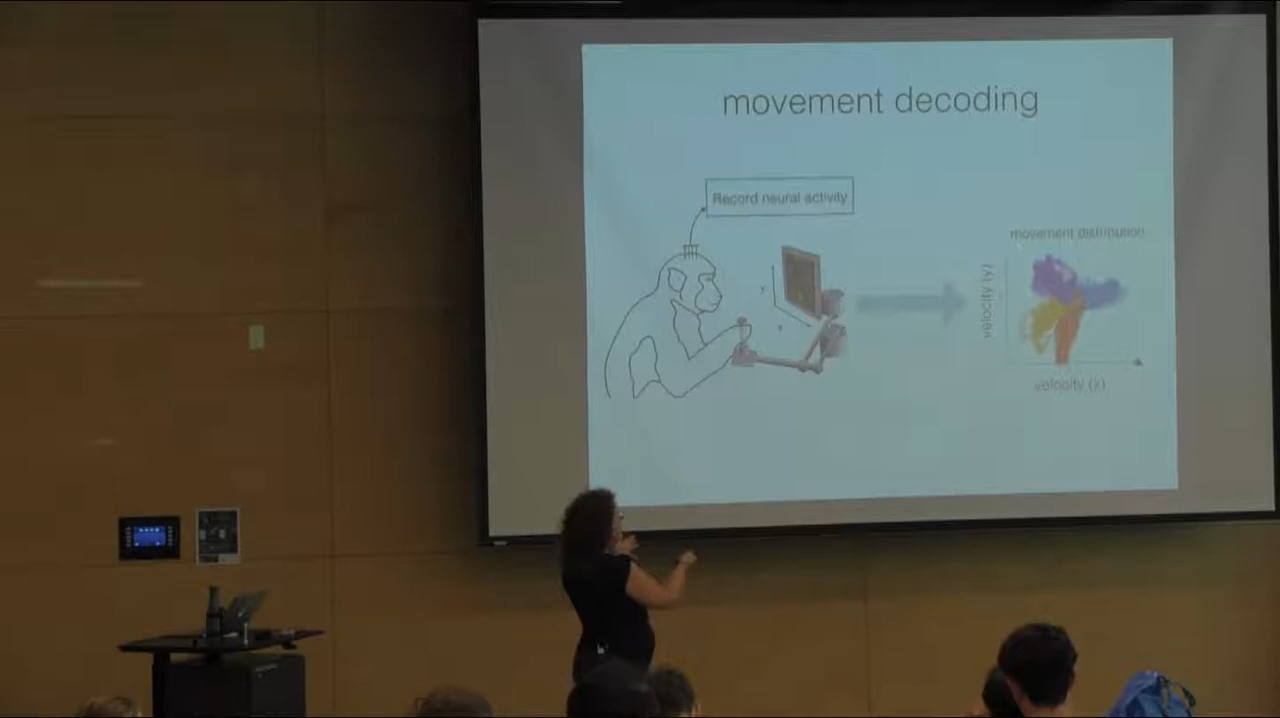 movement decoding
Record neural activity
movement distribution
velocity (y)
velocity (x)